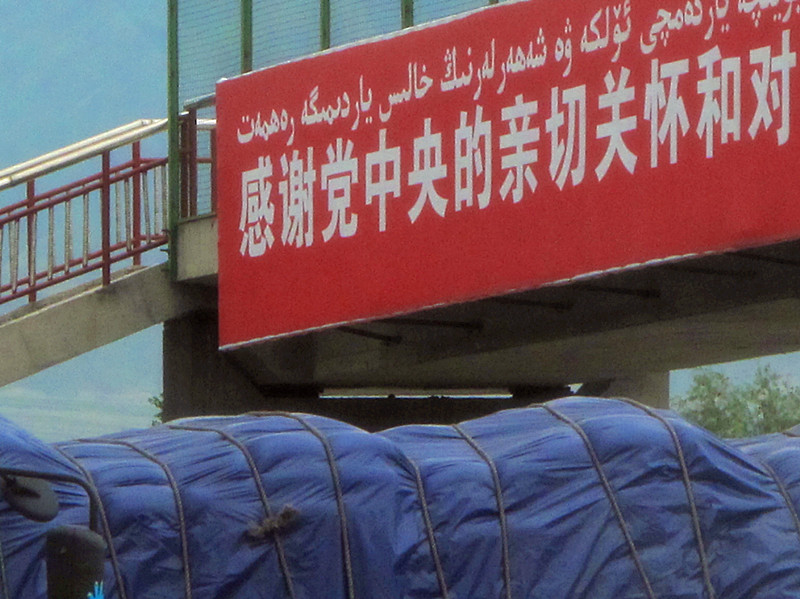 ياردەمچى ئۆلكە ۋە شەھەرلەرنىڭ خالىس ياردىمىگە رەھمەت
感谢党中央的亲切关怀和对